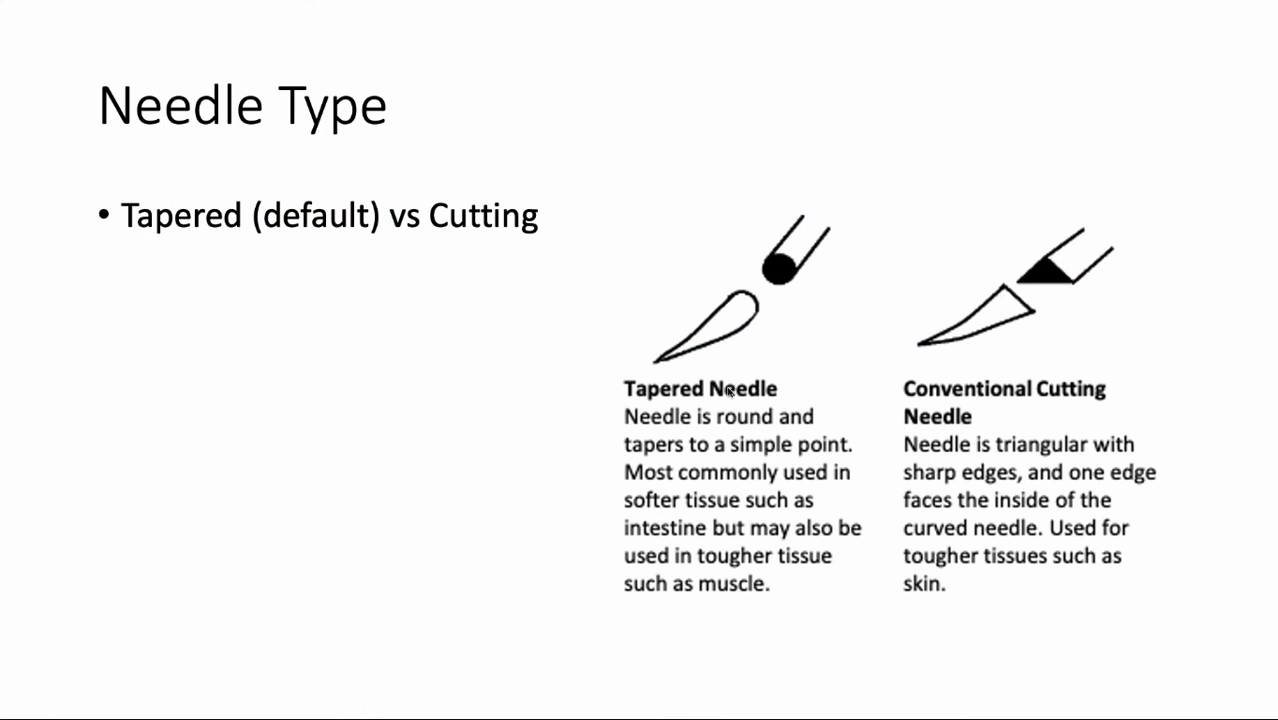 Needle Type
• Tapered (default) vs Cutting
Tapered Needle
Needle is round and
tapers to a simple point.
Most commonly used in
softer tissue such as
intestine but may also be
used in tougher tissue
such as muscle.
Conventional Cutting
Needle
Needle is triangular with
sharp edges, and one edge
faces the inside of the
curved needle. Used for
tougher tissues such as
skin.